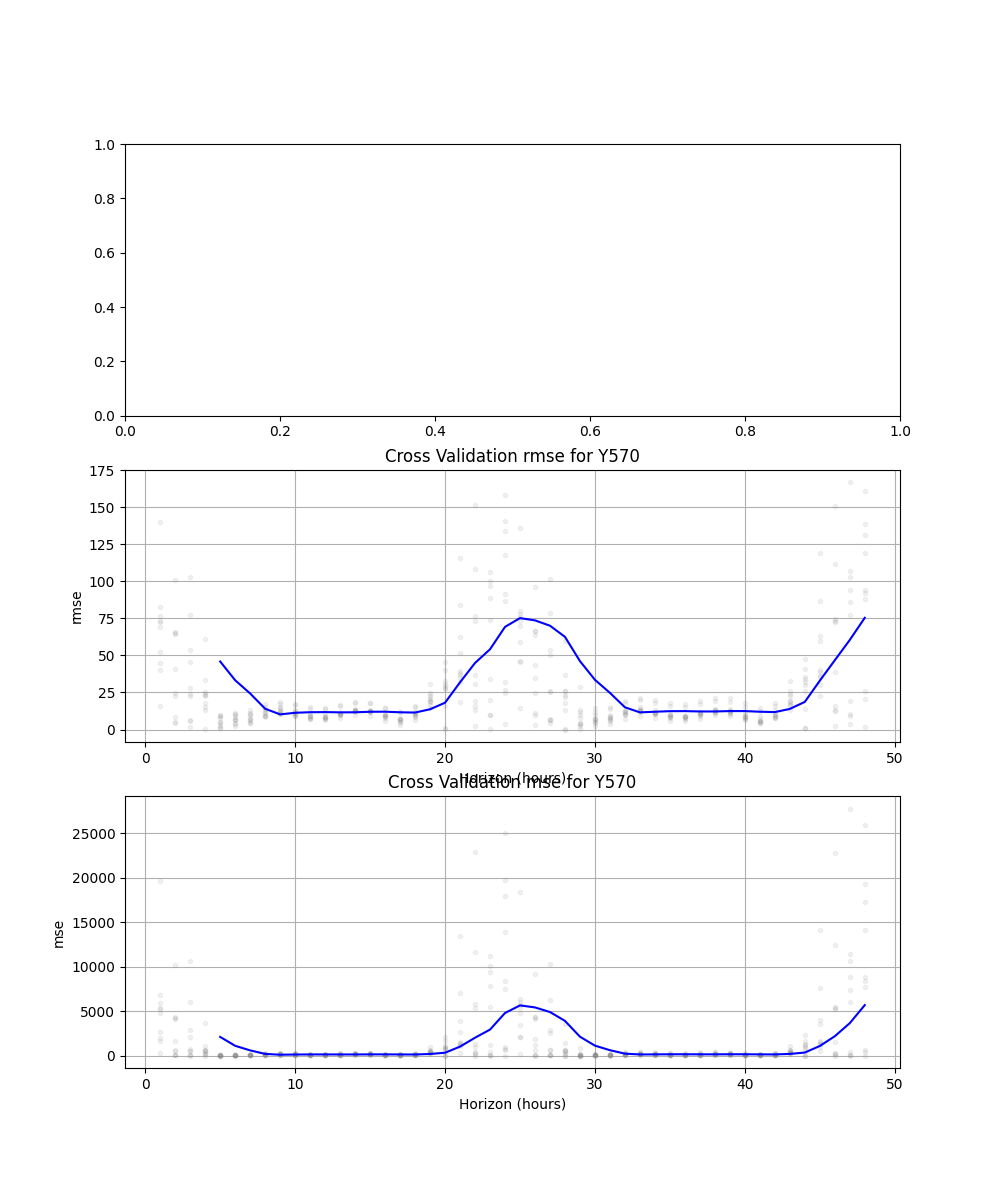 1.0
0.8
0.6
0.4
0.2
0.0
0.0 0.2 0.4 0.6 0.8 1.0
Cross Validation rmse for Y570
175
150
125
100
75
50
25
0
rmse
0 10 20 30 40 50
Horizon (hours)
Cross Validation mse for Y570
25000
20000
15000
10000
5000
0
mse
0 10 20 30 40 50
Horizon (hours)